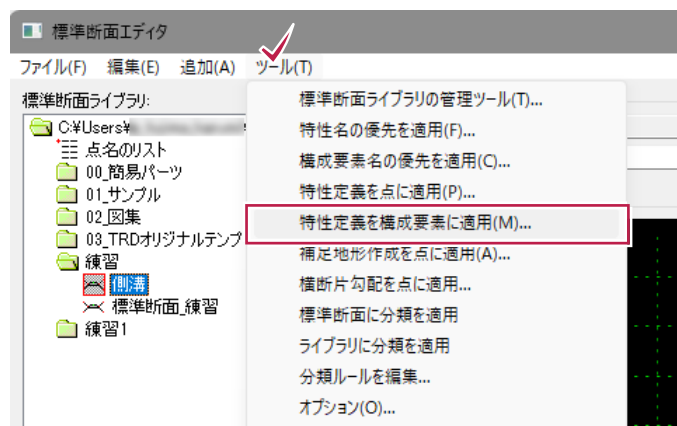 標準断面エディタ
ファイル(F) 編集(E) 追加(A) ツール(T)
標準断面ライブラリ:
C:¥Users¥
点名のリスト
00_簡易パーツ
01_サンプル
02_図集
03_TRDオリジナルテンプ
練習
側溝
標準断面_練習
練習1
標準断面ライブラリの管理ツール(T)...
特性名の優先を適用(F)...
構成要素名の優先を適用(C)...
特性定義を点に適用(P)...
特性定義を構成要素に適用(M)...
補足地形作成を点に適用(A)...
横断片勾配を点に適用...
標準断面に分類を適用
ライブラリに分類を適用
分類ルールを編集...
オプション(O)...